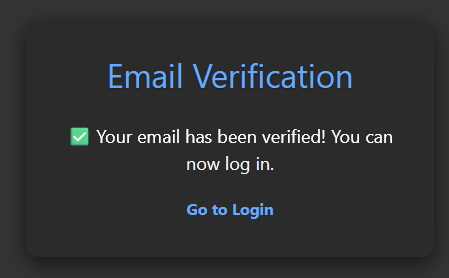 Email Verification
✅ Your email has been verified! You can
now log in.
Go to Login